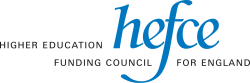 hefce
HIGHER EDUCATION
FUNDING COUNCIL FOR ENGLAND